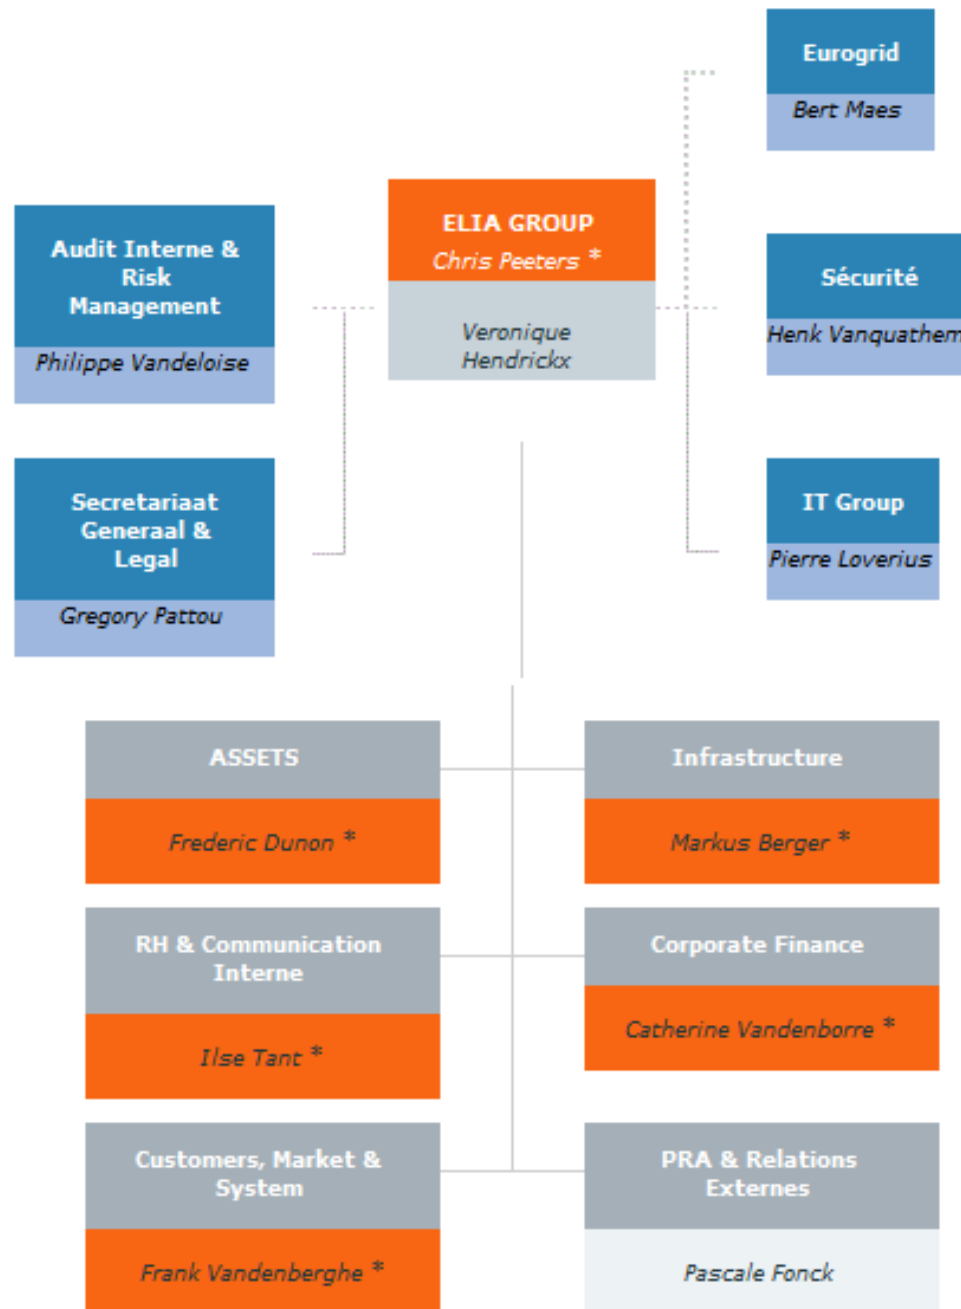 Eurogrid
Bert Maes
ELIA GROUP
Chris Peeters *
Veronique
Hendrickx
Audit Interne &
Risk
Management
Philippe Vandeloise
Sécurité
Henk Vanquathem
Secretariaat
Generaal &
Legal
Gregory Pattou
IT Group
Pierre Loverius
ASSETS
Frederic Dunon *
Infrastructure
Markus Berger *
RH & Communication
Interne
Ilse Tant *
Corporate Finance
Catherine Vandenborre *
Customers, Market &
System
Frank Vandenberghe *
PRA & Relations
Externes
Pascale Fonck